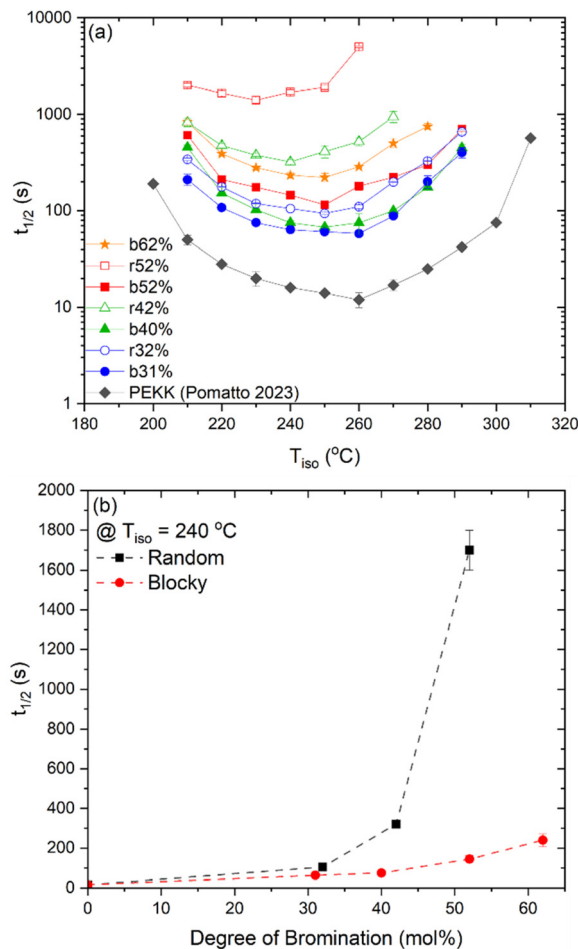 (a)
10000
1000
100
10
1
t1/2 (s)
b62%
r52%
b52%
r42%
b40%
r32%
b31%
PEKK (Pomatto 2023)
180 200 220 240 260 280 300 320
Tiso (°C)
(b)
@ Tiso = 240 °C
Random
Blocky
2000
1800
1600
1400
1200
1000
800
600
400
200
0
t1/2 (s)
0 10 20 30 40 50 60
Degree of Bromination (mol%)